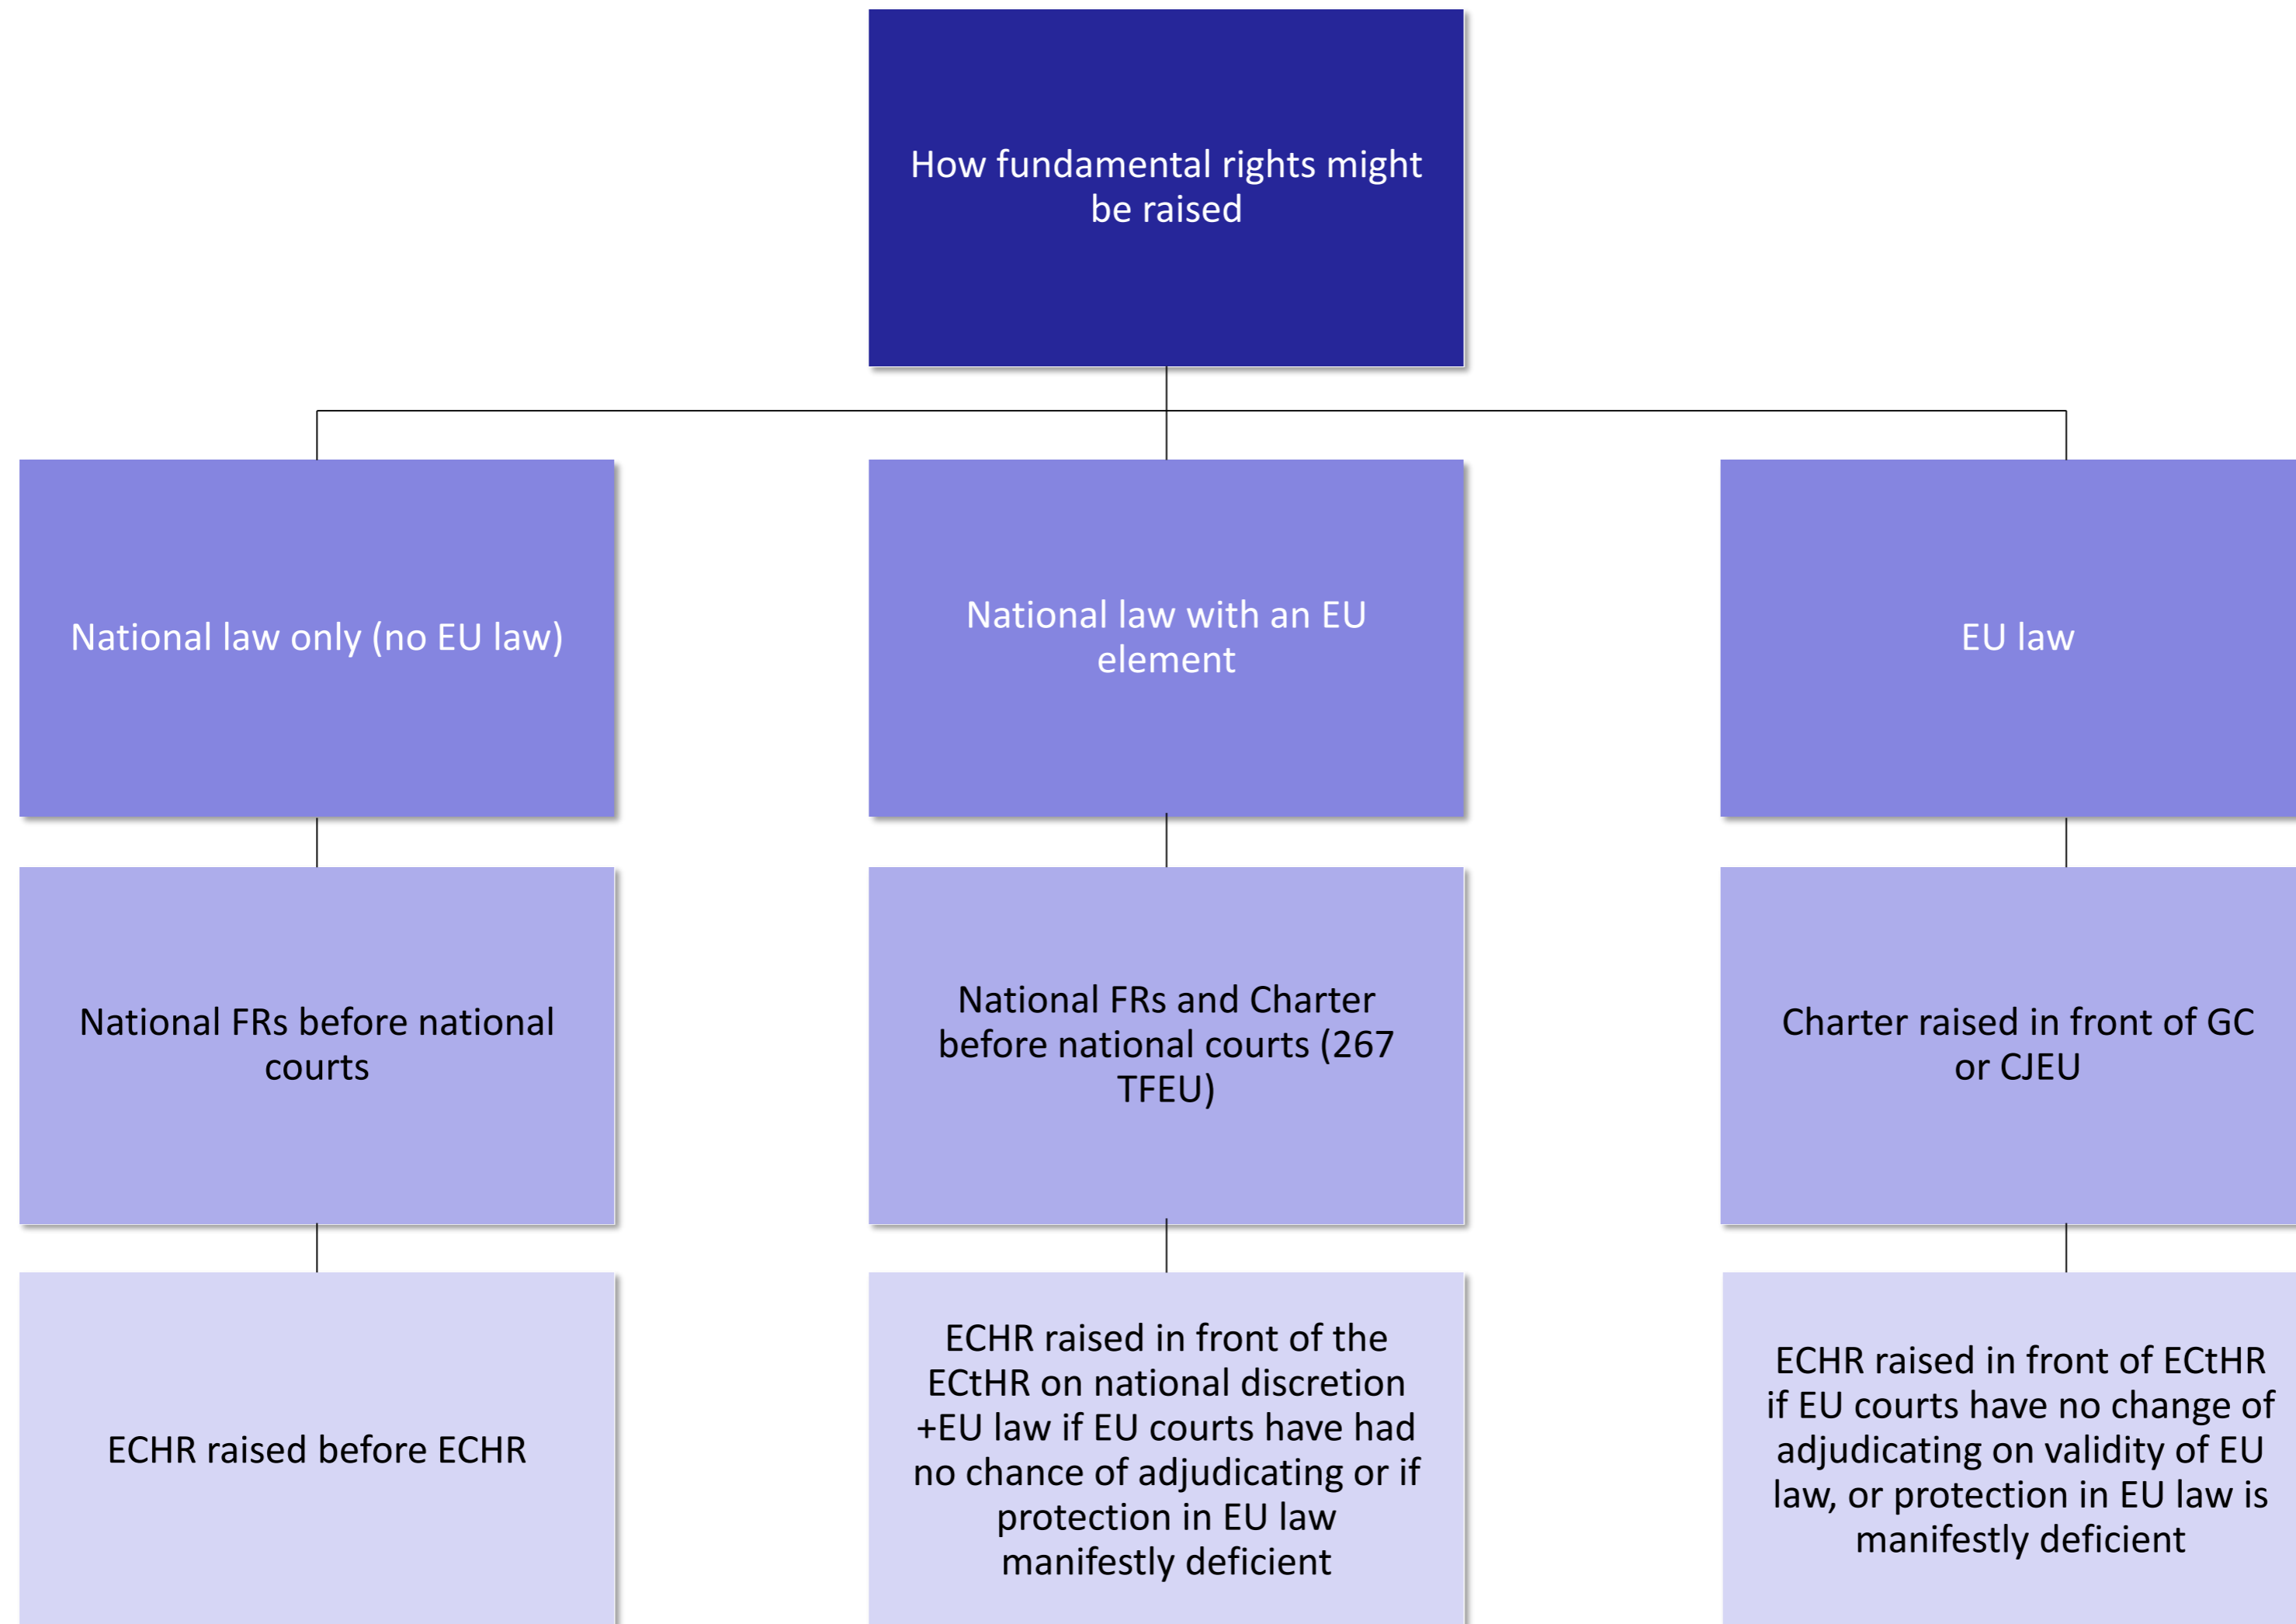 How fundamental rights might
be raised
National law only (no EU law)
National law with an EU
element
EU law
National FRs before national
courts
National FRs and Charter
before national courts (267
TFEU)
Charter raised in front of GC
or CJEU
ECHR raised before ECHR
ECHR raised in front of the
ECtHR on national discretion
+EU law if EU courts have had
no chance of adjudicating or if
protection in EU law
manifestly deficient
ECHR raised in front of ECtHR
if EU courts have no change of
adjudicating on validity of EU
law, or protection in EU law is
manifestly deficient